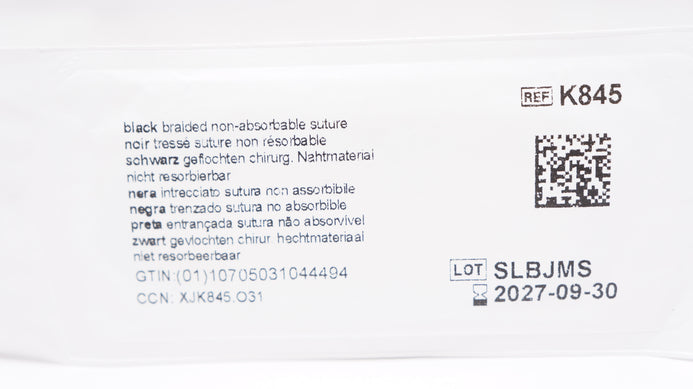 REF K845
black braided non-absorbable suture
noir tressé suture non résorbable
schwarz geflochten chirurg. Nahtmaterial
nicht resorbierbar
nera intrecciato sutura non assorbibile
negra trenzado sutura no absorbible
preta entrançada sutura não absorvível
zwart gevlochten chirur. hechtmateriaal
niet resorbeerbaar
GTIN:(01)10705031044494
CCN: XJK845.O31
LOT SLBJMS
2027-09-30